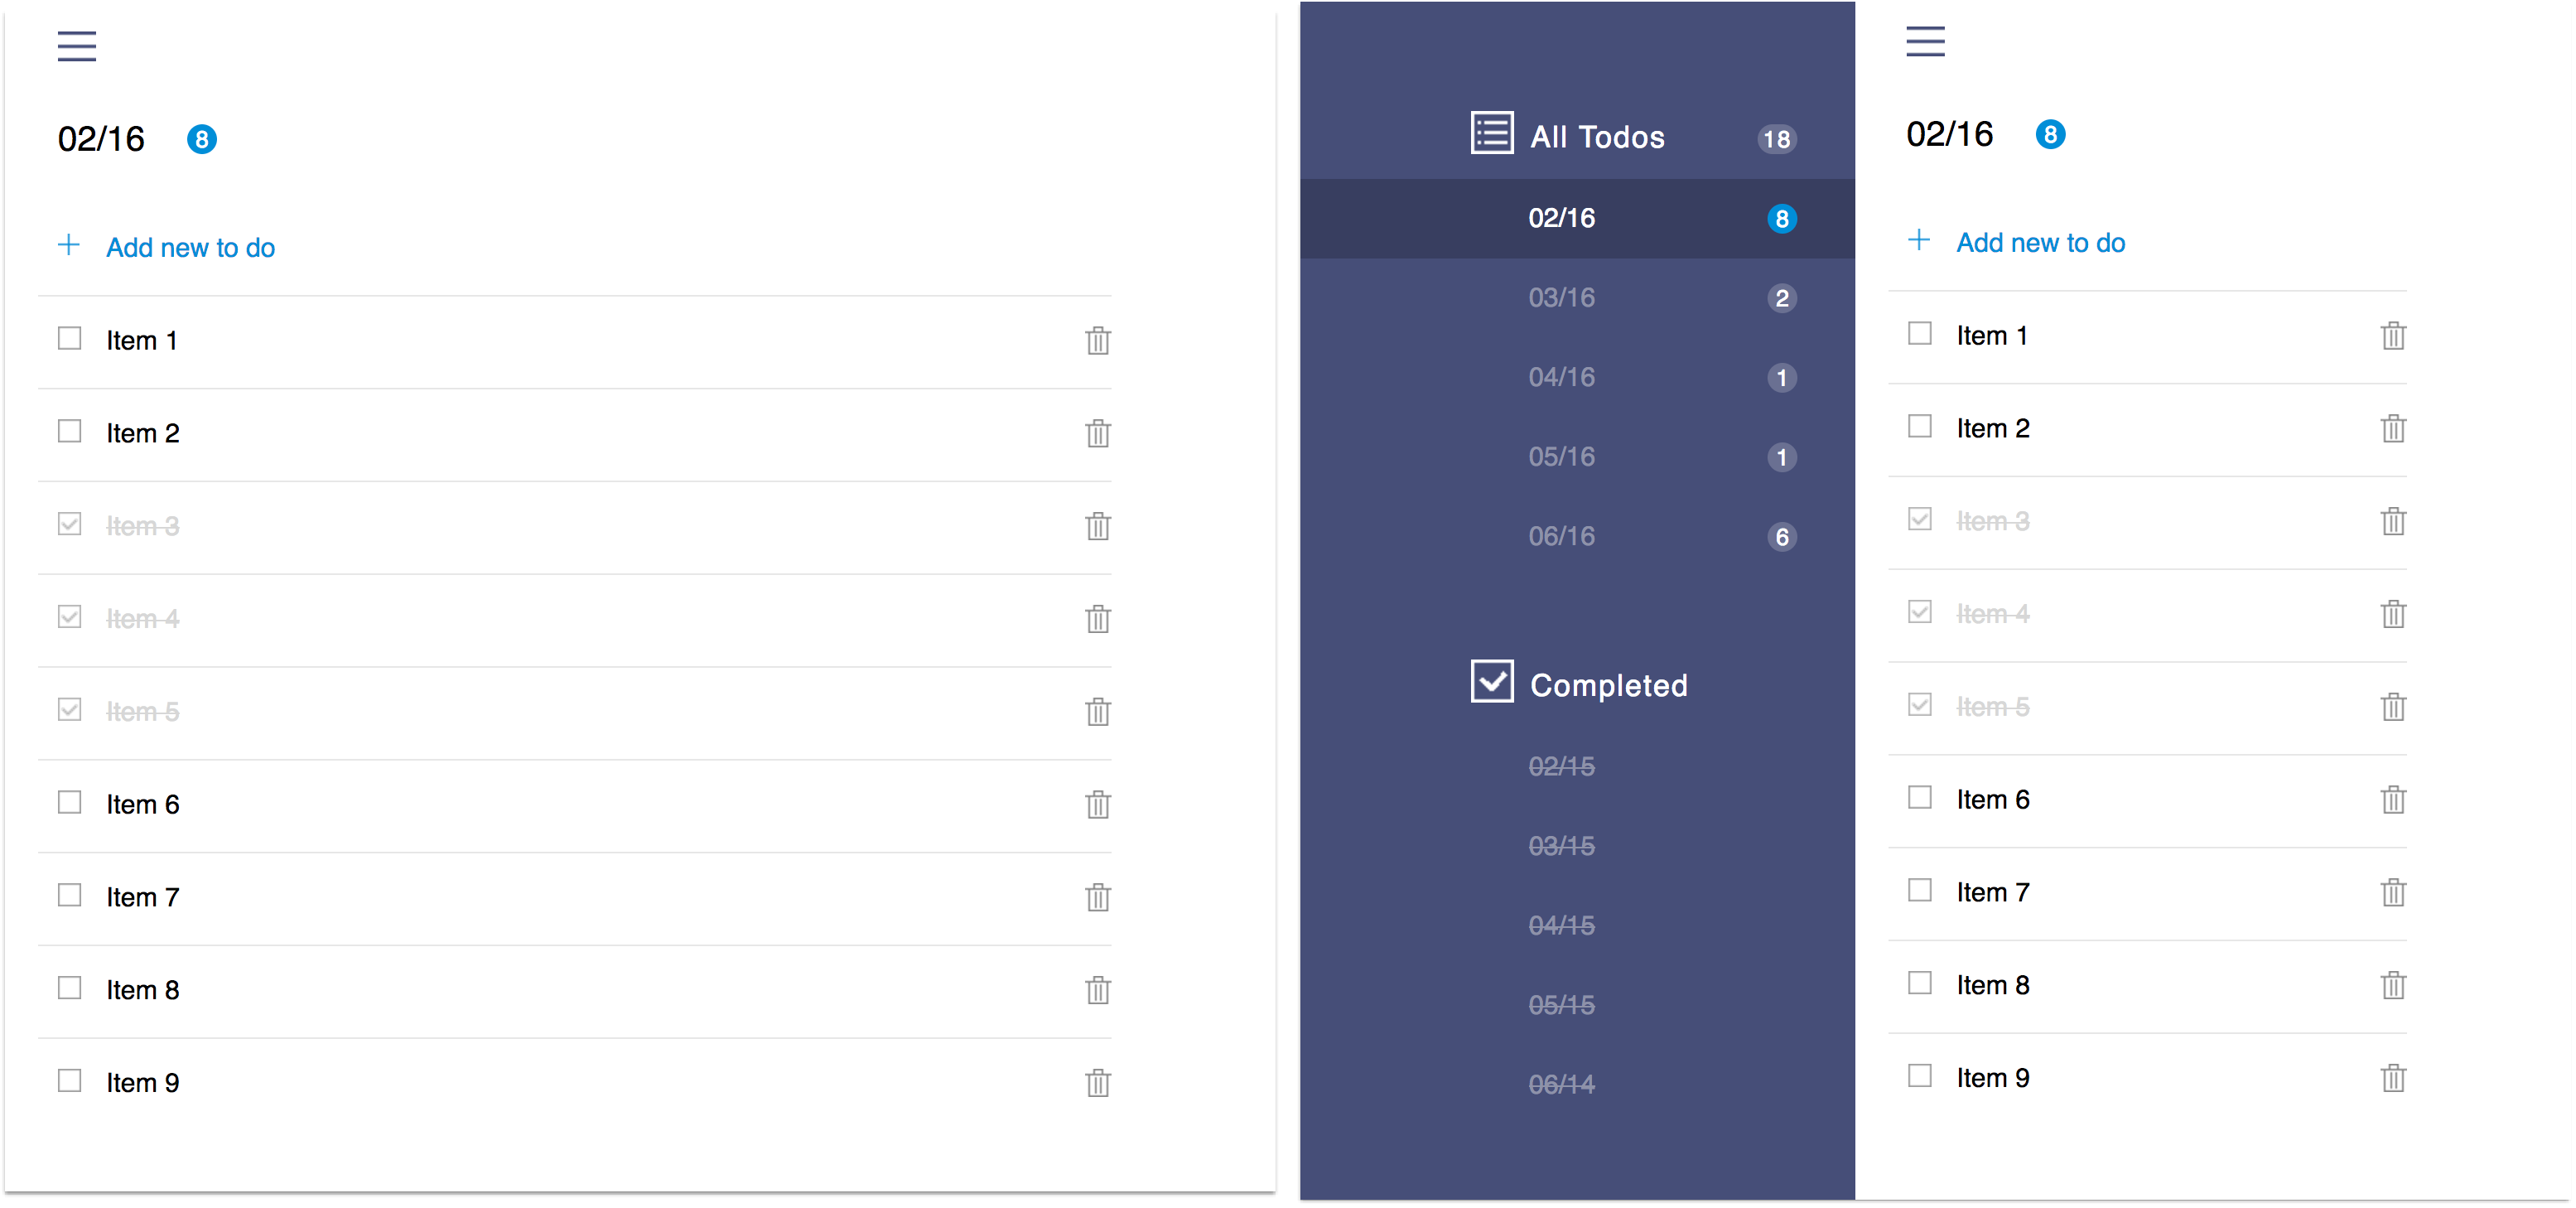 02/16 8
Add new to do
Item 1
Item 2
Item 3
Item 4
Item 5
Item 6
Item 7
Item 8
Item 9
All Todos 18
02/16 8
03/16 2
04/16 1
05/16 1
06/16 6
Completed
02/15
03/15
04/15
05/15
06/14
02/16 8
Add new to do
Item 1
Item 2
Item 3
Item 4
Item 5
Item 6
Item 7
Item 8
Item 9